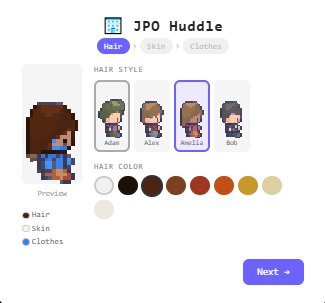 JPO Huddle
Hair > Skin > Clothes
HAIR STYLE
Adam Alex Amelia Bob
HAIR COLOR
Preview
Hair
Skin
Clothes
Next →